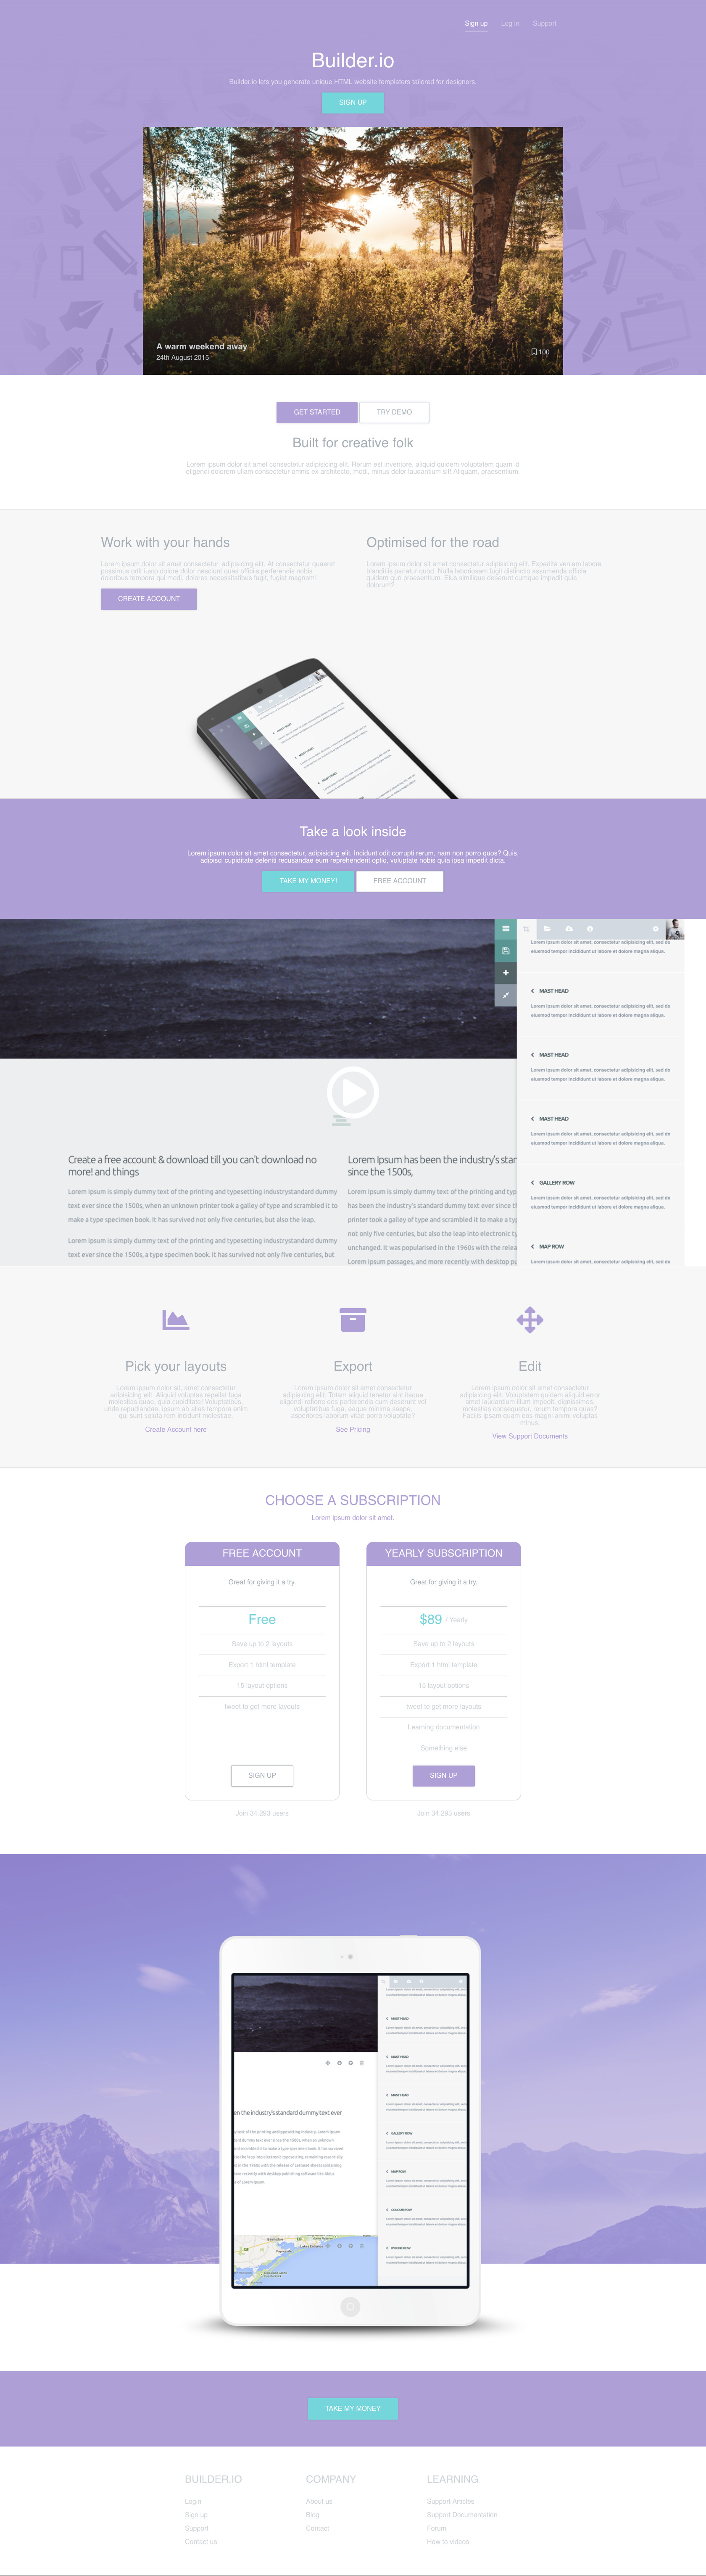 Sign up Log in Support
Builder.io
Builder.io lets you generate unique HTML website templaters tailored for designers.
SIGN UP
A warm weekend away
24th August 2015
100
GET STARTED TRY DEMO
Built for creative folk
Lorem ipsum dolor sit amet consectetur adipisicing elit. Rerum est inventore, aliquid quidem voluptatem quam id
eligendi dolorem ullam consectetur omnis ex architecto, modi, minus dolor laudantium sit! Aliquam, praesentium.
Work with your hands
Lorem ipsum dolor sit amet consectetur, adipisicing elit. At consectetur quaerat
possimus odit iusto dolore dolor nesciunt quas officiis perferendis nobis
doloribus tempora qui modi, dolores necessitatibus fugit, fugiat magnam!
CREATE ACCOUNT
Optimised for the road
Lorem ipsum dolor sit amet consectetur, adipisicing elit. Expedita veniam labore
blanditiis pariatur quod. Nulla laboriosam fugit distinctio assumenda officia
quidem quo praesentium. Eius similique deserunt cumque impedit quia
dolorum?
Take a look inside
Lorem ipsum dolor sit amet consectetur, adipisicing elit. Incidunt odit corrupti rerum, nam non porro quos? Quis,
adipisci cupiditate deleniti recusandae eum reprehenderit optio, voluptate nobis quia ipsa impedit dicta.
TAKE MY MONEY! FREE ACCOUNT
Lorem ipsum dolor sit amet, consectetur adipisicing elit, sed do
eiusmod tempor incididunt ut labore et dolore magna aliqua.
MAST HEAD
Lorem ipsum dolor sit amet, consectetur adipisicing elit, sed do
eiusmod tempor incididunt ut labore et dolore magna aliqua.
MAST HEAD
Lorem ipsum dolor sit amet, consectetur adipisicing elit, sed do
eiusmod tempor incididunt ut labore et dolore magna aliqua.
MAST HEAD
Lorem ipsum dolor sit amet, consectetur adipisicing elit, sed do
eiusmod tempor incididunt ut labore et dolore magna aliqua.
GALLERY ROW
Lorem ipsum dolor sit amet, consectetur adipisicing elit, sed do
eiusmod tempor incididunt ut labore et dolore magna aliqua.
MAP ROW
Lorem ipsum dolor sit amet, consectetur adipisicing elit, sed do
Create a free account & download till you can't download no
more! and things
Lorem Ipsum is simply dummy text of the printing and typesetting industrystandard dummy
text ever since the 1500s, when an unknown printer took a galley of type and scrambled it to
make a type specimen book. It has survived not only five centuries, but also the leap.
Lorem Ipsum is simply dummy text of the printing and typesetting industrystandard dummy
text ever since the 1500s, a type specimen book. It has survived not only five centuries, but
Lorem Ipsum has been the industry's star
since the 1500s,
Lorem Ipsum is simply dummy text of the printing and typ
has been the industry's standard dummy text ever since th
printer took a galley of type and scrambled it to make a typ
not only five centuries, but also the leap into electronic ty
unchanged. It was popularised in the 1960s with the relea
Lorem Ipsum passages, and more recently with desktop pu
Pick your layouts
Lorem ipsum dolor sit, amet consectetur
adipisicing elit. Aliquid voluptas repellat fuga
molestiae quae, quia cupiditate! Voluptatibus,
unde repudiandae. Ipsum ab alias tempora enim
qui sunt soluta rem incidunt molestiae.
Create Account here
Export
Lorem ipsum dolor sit amet consectetur
adipisicing elit. Totam aliquid tenetur sint itaque
eligendi ratione eos perferendis cum deserunt vel
voluptatibus fuga, eaque minima saepe,
asperiores laborum vitae porro voluptate?
See Pricing
Edit
Lorem ipsum dolor sit amet consectetur
adipisicing elit. Voluptatem quidem aliquid error
amet laudantium illum impedit, dignissimos,
molestias consequatur, rerum tempora quas?
Facilis ipsam quam eos magni animi voluptas
minus.
View Support Documents
CHOOSE A SUBSCRIPTION
Lorem ipsum dolor sit amet.
FREE ACCOUNT
Great for giving it a try.
Free
Save up to 2 layouts
Export 1 html template
15 layout options
tweet to get more layouts
SIGN UP
Join 34.293 users
YEARLY SUBSCRIPTION
Great for giving it a try.
$89 / Yearly
Save up to 2 layouts
Export 1 html template
15 layout options
tweet to get more layouts
Learning documentation
Something else
SIGN UP
Join 34.293 users
en the industry's standard dummy text ever
MAST HEAD
MAST HEAD
MAST HEAD
GALLERY ROW
MAP ROW
COLOUR ROW
IPHONE ROW
TAKE MY MONEY
BUILDER.IO
Login
Sign up
Support
Contact us
COMPANY
About us
Blog
Contact
LEARNING
Support Articles
Support Documentation
Forum
How to videos